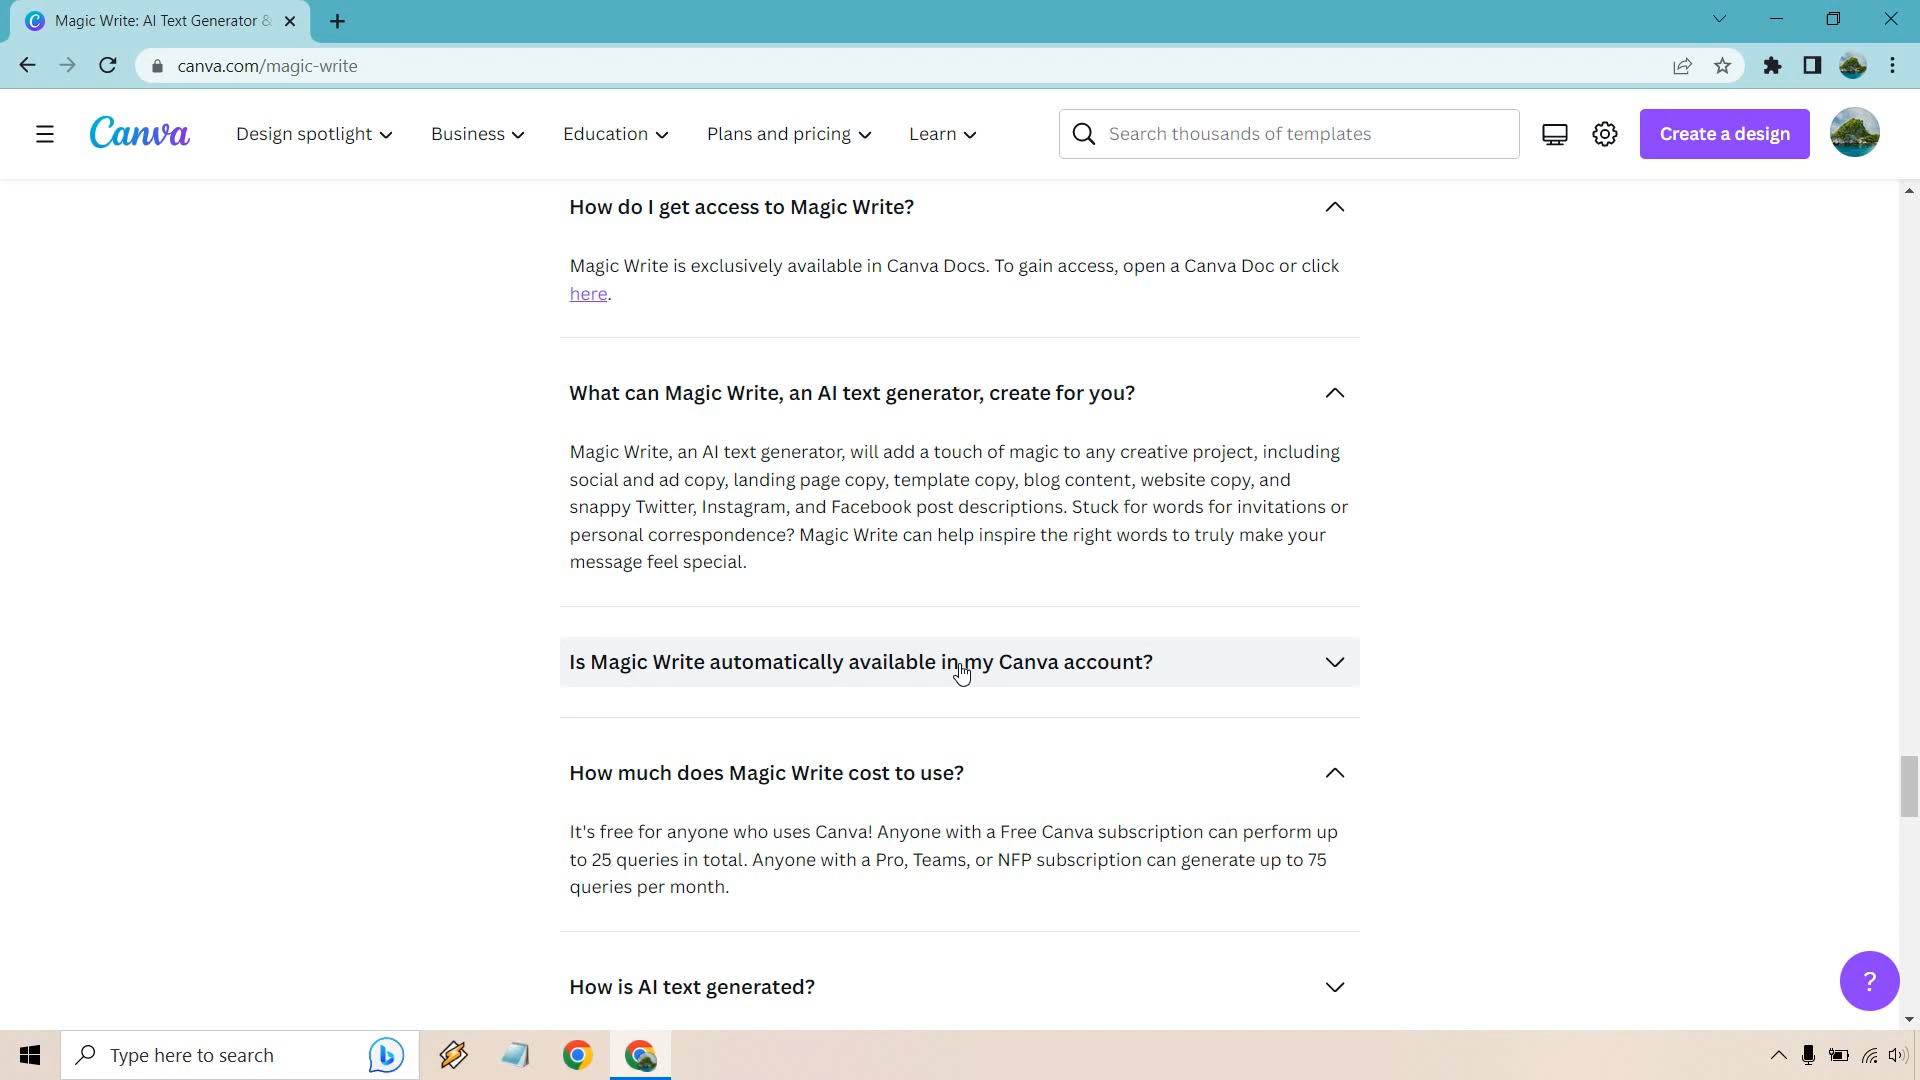 Magic Write: AI Text Generator &
canva.com/magic-write
Canva
Design spotlight
Business
Education
Plans and pricing
Learn
Search thousands of templates
Create a design
How do I get access to Magic Write?
Magic Write is exclusively available in Canva Docs. To gain access, open a Canva Doc or click
here.
What can Magic Write, an AI text generator, create for you?
Magic Write, an AI text generator, will add a touch of magic to any creative project, including
social and ad copy, landing page copy, template copy, blog content, website copy, and
snappy Twitter, Instagram, and Facebook post descriptions. Stuck for words for invitations or
personal correspondence? Magic Write can help inspire the right words to truly make your
message feel special.
Is Magic Write automatically available in my Canva account?
How much does Magic Write cost to use?
It's free for anyone who uses Canva! Anyone with a Free Canva subscription can perform up
to 25 queries in total. Anyone with a Pro, Teams, or NFP subscription can generate up to 75
queries per month.
How is AI text generated?
?
Type here to search